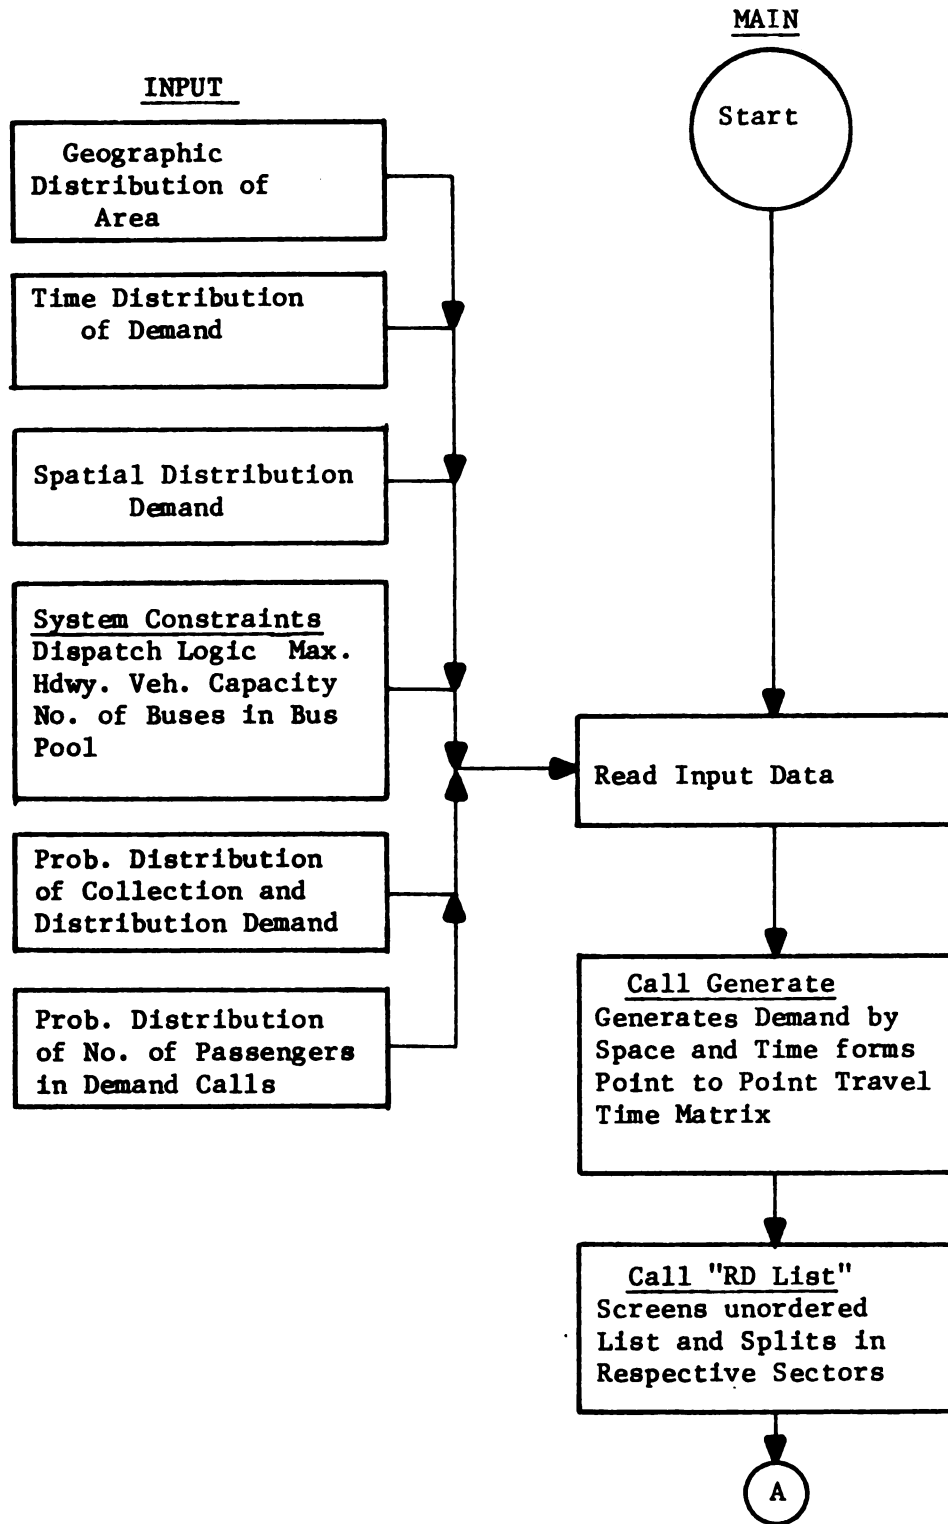 MAIN
Start
INPUT
Geographic
Distribution of
Area
Time Distribution
of Demand
Spatial Distribution
Demand
System Constraints
Dispatch Logic Max.
Hdwy. Veh. Capacity
No. of Buses in Bus
Pool
Prob. Distribution
of Collection and
Distribution Demand
Prob. Distribution
of No. of Passengers
in Demand Calls
Read Input Data
Call Generate
Generates Demand by
Space and Time forms
Point to Point Travel
Time Matrix
Call "RD List"
Screens unordered
List and Splits in
Respective Sectors
A